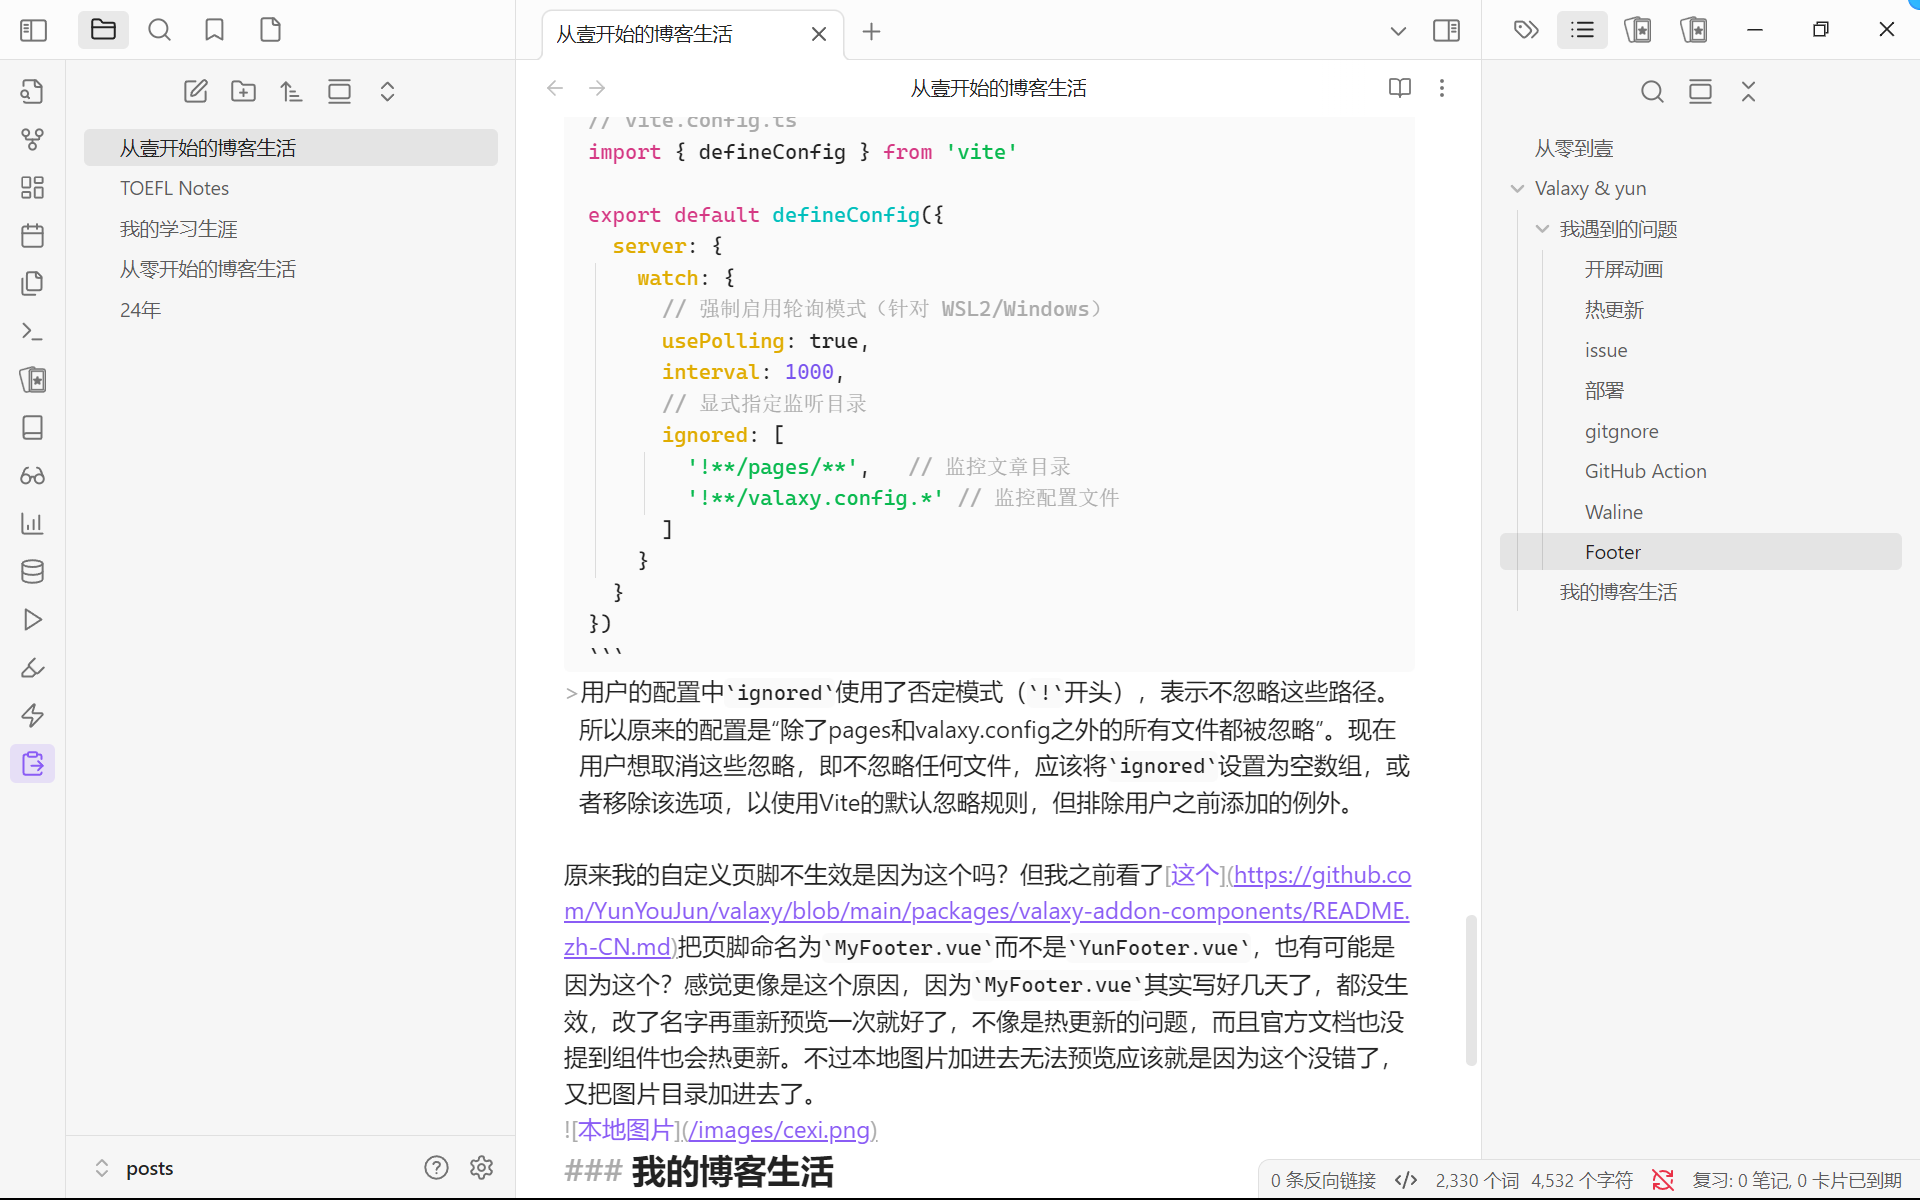 从壹开始的博客生活
从壹开始的博客生活
从壹开始的博客生活
TOEFL Notes
我的学习生涯
从零开始的博客生活
24年
posts
// vite.config.ts
import { defineConfig } from 'vite'
export default defineConfig({
server: {
watch: {
// 强制启用轮询模式（针对 WSL2/Windows）
usePolling: true,
interval: 1000,
// 显式指定监听目录
ignored: [
'!**/pages/**',   // 监控文章目录
'!**/valaxy.config.*' // 监控配置文件
]
}
}
})
```
>用户的配置中`ignored`使用了否定模式（`!`开头），表示不忽略这些路径。
所以原来的配置是“除了pages和valaxy.config之外的所有文件都被忽略”。现在
用户想取消这些忽略，即不忽略任何文件，应该将`ignored`设置为空数组，或
者移除该选项，以使用Vite的默认忽略规则，但排除用户之前添加的例外。
原来我的自定义页脚不生效是因为这个吗？但我之前看了[这个](https://github.co
m/YunYouJun/valaxy/blob/main/packages/valaxy-addon-components/README.
zh-CN.md)把页脚命名为`MyFooter.vue`而不是`YunFooter.vue`，也有可能是
因为这个？感觉更像是这个原因，因为`MyFooter.vue`其实写好几天了，都没生
效，改了名字再重新预览一次就好了，不像是热更新的问题，而且官方文档也没
提到组件也会热更新。不过本地图片加进去无法预览应该就是因为这个没错了，
又把图片目录加进去了。
![本地图片](/images/cexi.png)
### 我的博客生活
从零到壹
Valaxy & yun
我遇到的问题
开屏动画
热更新
issue
部署
gitgnore
GitHub Action
Waline
Footer
我的博客生活
0 条反向链接 2,330 个词 4,532 个字符 复习: 0 笔记, 0 卡片已到期